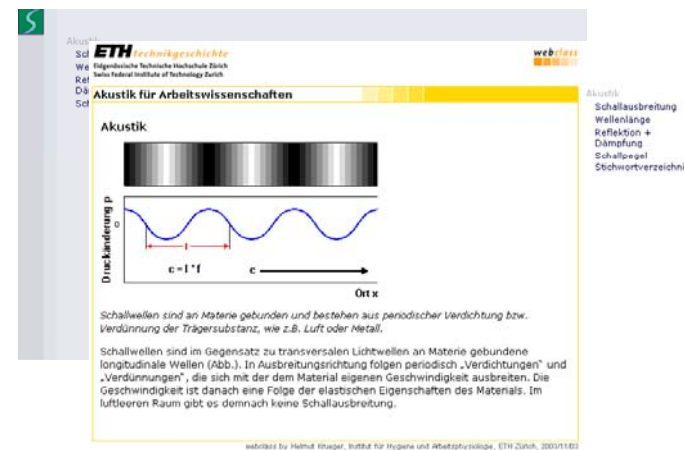 Akustik
ETH technikgeschichte
Eidgenössische Technische Hochschule Zürich
Swiss Federal Institute of Technology Zurich
webclass
Akustik für Arbeitswissenschaften
Akustik
Schallausbreitung
Wellenlänge
Reflektion +
Dämpfung
Schallpegel
Stichwortverzeichni
Akustik
Druckänderung p
0
l
c = l * f
c
Ort x
Schallwellen sind an Materie gebunden und bestehen aus periodischer Verdichtung bzw.
Verdünnung der Trägersubstanz, wie z.B. Luft oder Metall.
Schallwellen sind im Gegensatz zu transversalen Lichtwellen an Materie gebundene
longitudinale Wellen (Abb.). In Ausbreitungsrichtung folgen periodisch „Verdichtungen" und
„Verdünnungen", die sich mit der dem Material eigenen Geschwindigkeit ausbreiten. Die
Geschwindigkeit ist danach eine Folge der elastischen Eigenschaften des Materials. Im
luftleeren Raum gibt es demnach keine Schallausbreitung.
webclass by Helmut Krueger, Institut für Hygiene und Arbeitsphysiologie, ETH Zürich, 2003/11/03